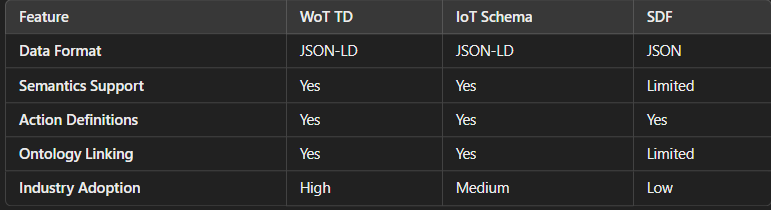 Feature WoT TD IoT Schema SDF
Data Format JSON-LD JSON-LD JSON
Semantics Support Yes Yes Limited
Action Definitions Yes Yes Yes
Ontology Linking Yes Yes Limited
Industry Adoption High Medium Low